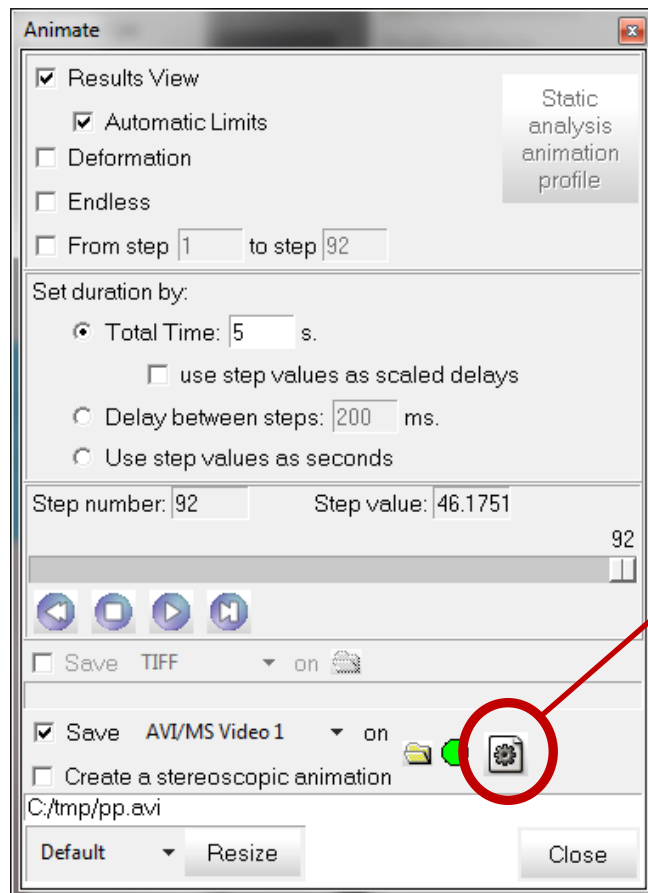 Animate
Results View
Static
analysis
animation
profile
Automatic Limits
Deformation
Endless
From step 1 to step 92
Set duration by:
Total Time: 5 s.
use step values as scaled delays
Delay between steps: 200 ms.
Use step values as seconds
Step number: 92 Step value: 46.1751
92
Save TIFF on
Save AVI/MS Video 1 on
Create a stereoscopic animation
C:/tmp/pp.avi
Default Resize Close